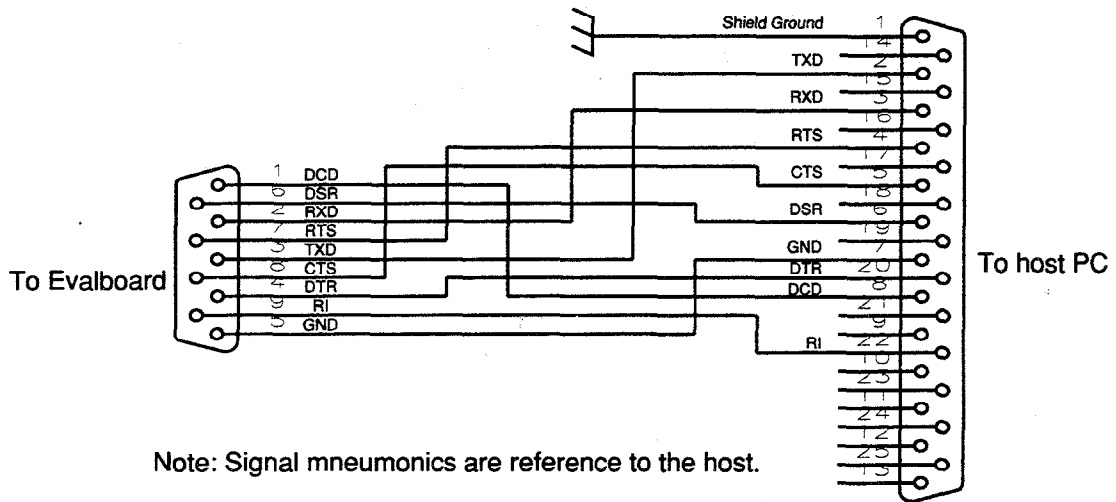 Shield Ground 1
14
TXD 2
15
RXD 3
16
RTS 4
17
CTS 5
18
DSR 6
19
GND 7
DTR 20
DCD 8
21
9
RI 22
10
23
11
24
12
25
13
1 DCD
6 DSR
2 RXD
7 RTS
3 TXD
8 CTS
4 DTR
9 RI
5 GND
To Evalboard
To host PC
Note: Signal mneumonics are reference to the host.